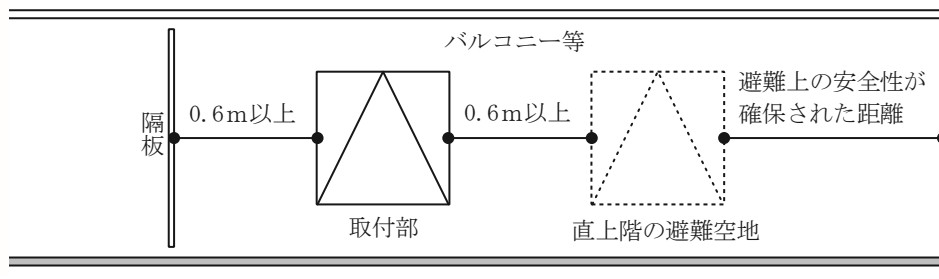 バルコニー等
隔板
0.6m以上
0.6m以上
避難上の安全性が
確保された距離
取付部
直上階の避難空地